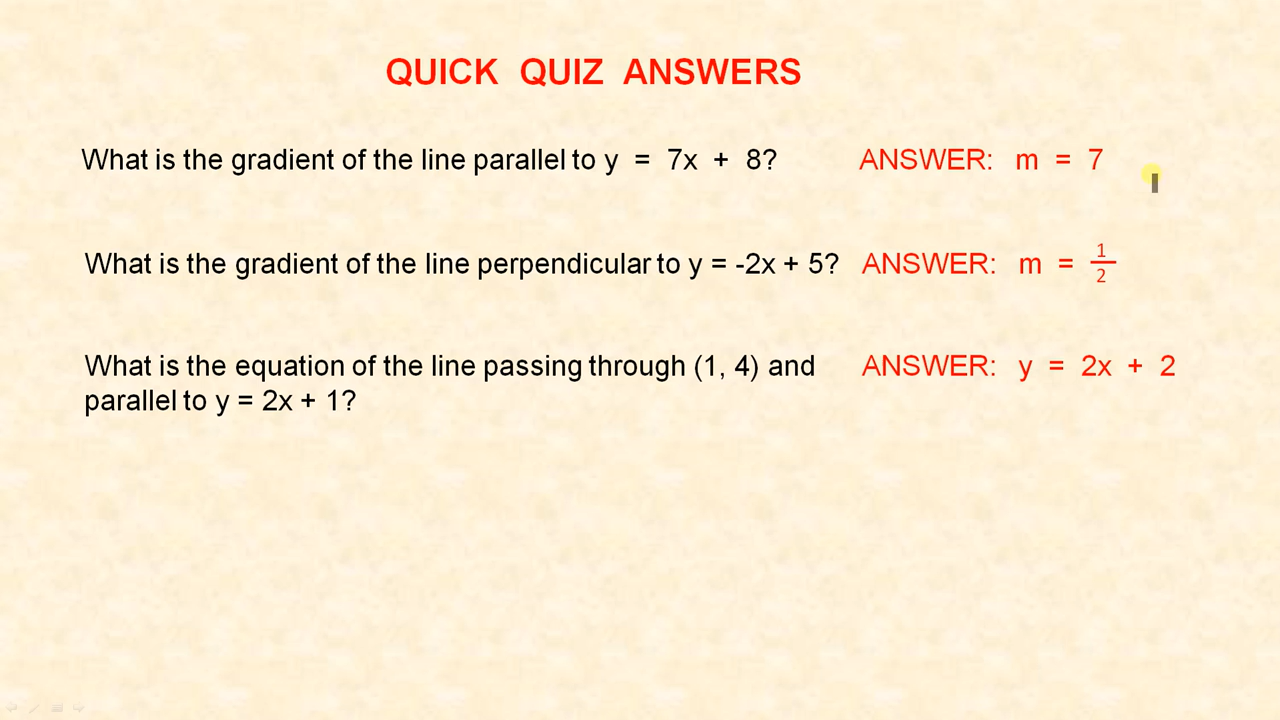 QUICK QUIZ ANSWERS
What is the gradient of the line parallel to y = 7x + 8? ANSWER: m = 7
What is the gradient of the line perpendicular to y = -2x + 5? ANSWER: m = 1/2
What is the equation of the line passing through (1, 4) and ANSWER: y = 2x + 2
parallel to y = 2x + 1?